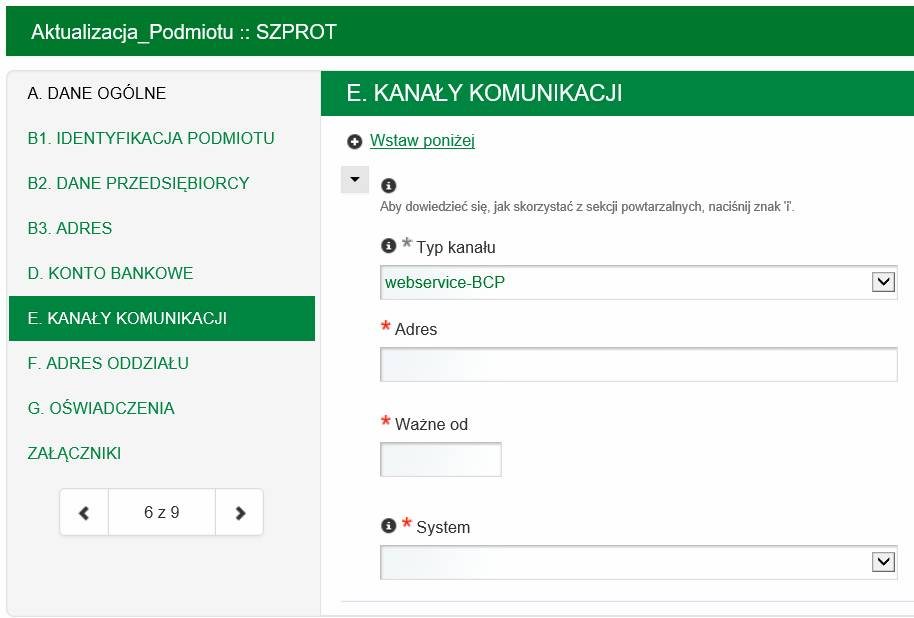 Aktualizacja_Podmiotu :: SZPROT
A. DANE OGÓLNE
B1. IDENTYFIKACJA PODMIOTU
B2. DANE PRZEDSIĘBIORCY
B3. ADRES
D. KONTO BANKOWE
E. KANAŁY KOMUNIKACJI
F. ADRES ODDZIAŁU
G. OŚWIADCZENIA
ZAŁĄCZNIKI
6 z 9
E. KANAŁY KOMUNIKACJI
Wstaw poniżej
Aby dowiedzieć się, jak skorzystać z sekcji powtarzalnych, naciśnij znak 'i'.
* Typ kanału
webservice-BCP
* Adres
* Ważne od
* System